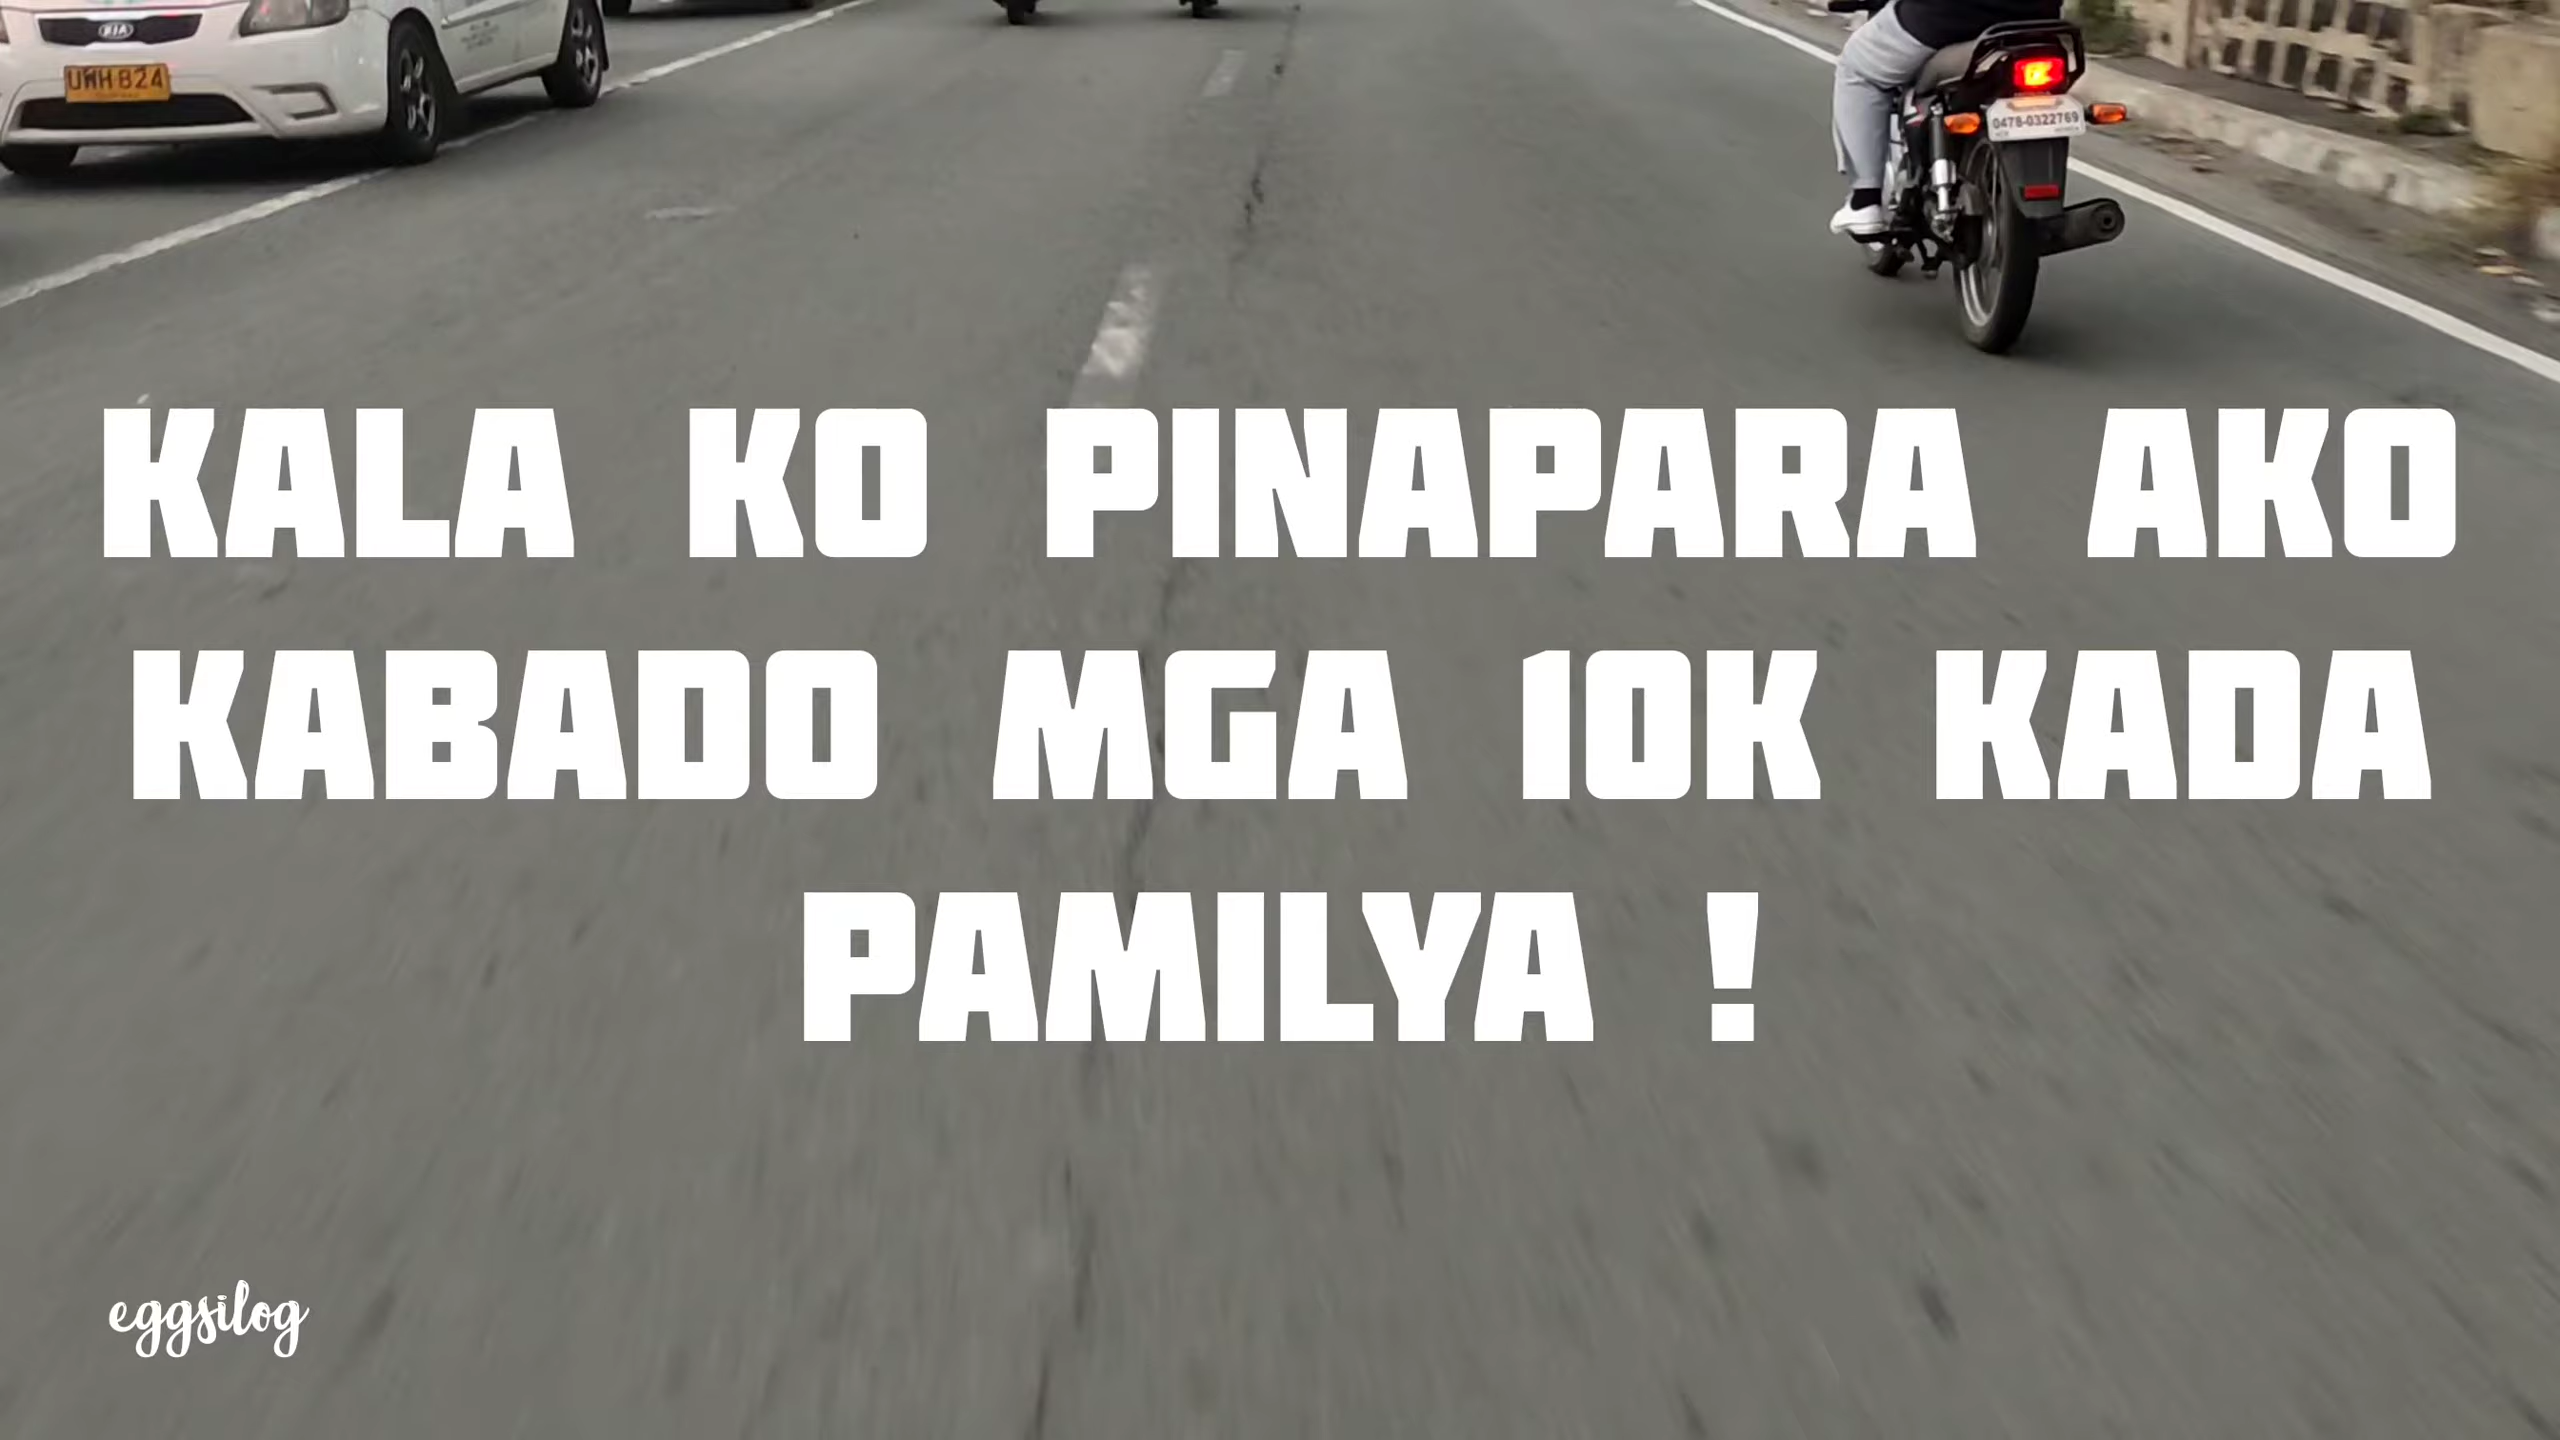 KIA
UWH 824
0478-0322769
KALA KO PINAPARA AKO
KABADO MGA 10K KADA
PAMILYA !
eggsilog